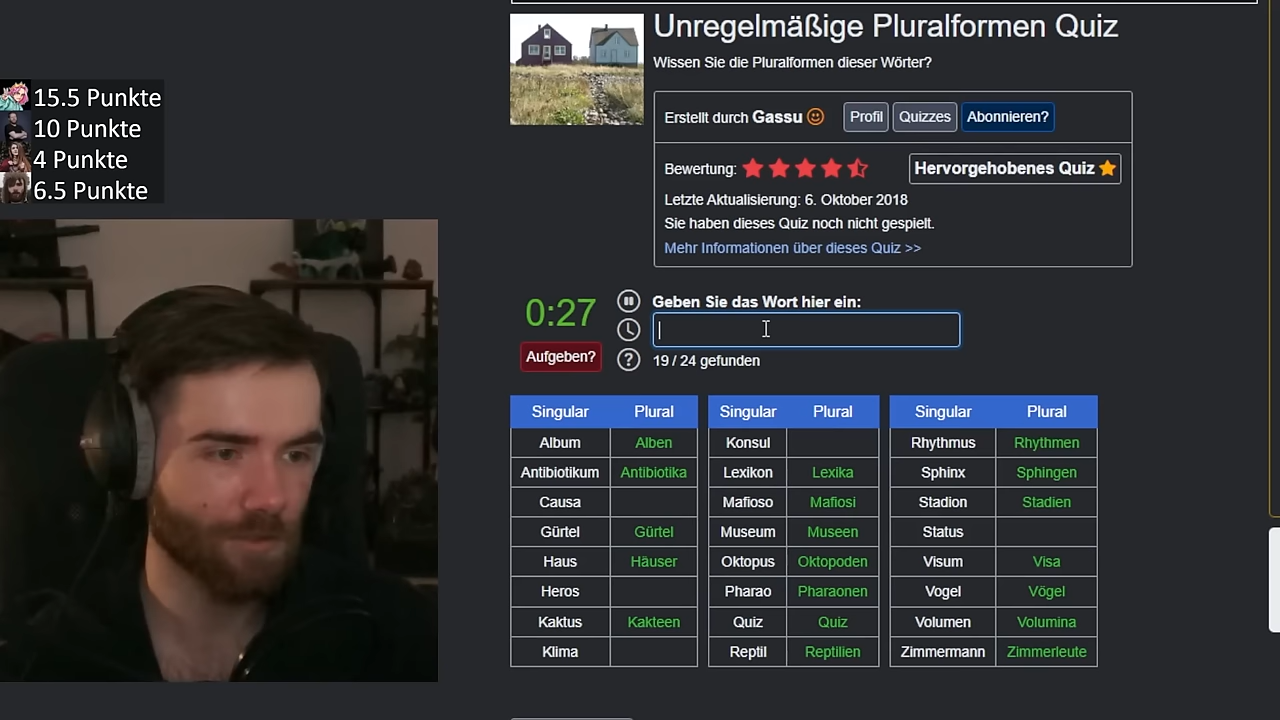 Unregelmäßige Pluralformen Quiz
Wissen Sie die Pluralformen dieser Wörter?
Erstellt durch Gassu Profil Quizzes Abonnieren?
Bewertung: Hervorgehobenes Quiz
Letzte Aktualisierung: 6. Oktober 2018
Sie haben dieses Quiz noch nicht gespielt.
Mehr Informationen über dieses Quiz >>
15.5 Punkte
10 Punkte
4 Punkte
6.5 Punkte
0:27
Aufgeben?
Geben Sie das Wort hier ein:
19 / 24 gefunden
Singular Plural
Album Alben
Antibiotikum Antibiotika
Causa
Gürtel Gürtel
Haus Häuser
Heros
Kaktus Kakteen
Klima
Singular Plural
Konsul
Lexikon Lexika
Mafioso Mafiosi
Museum Museen
Oktopus Oktopoden
Pharao Pharaonen
Quiz Quiz
Reptil Reptilien
Singular Plural
Rhythmus Rhythmen
Sphinx Sphingen
Stadion Stadien
Status
Visum Visa
Vogel Vögel
Volumen Volumina
Zimmermann Zimmerleute